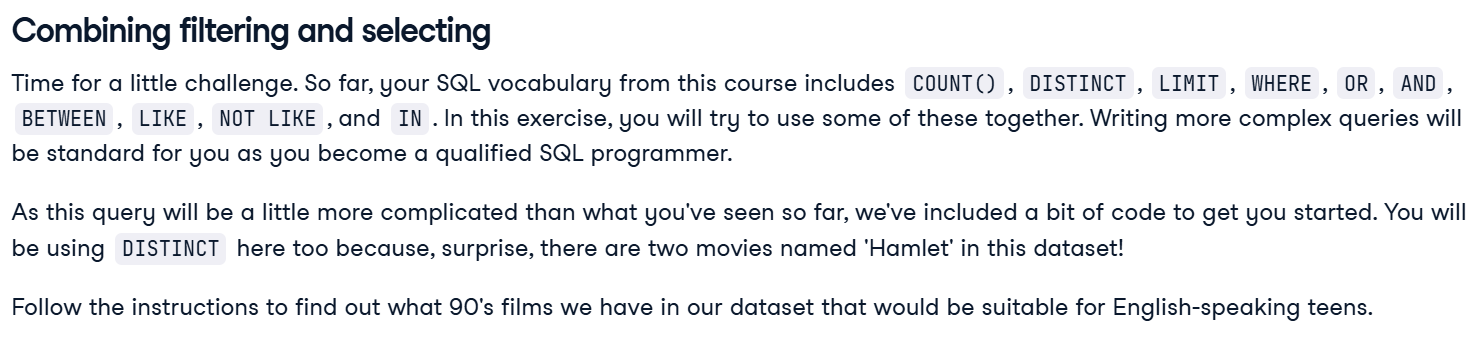 Combining filtering and selecting
Time for a little challenge. So far, your SQL vocabulary from this course includes COUNT(), DISTINCT, LIMIT, WHERE, OR, AND,
BETWEEN, LIKE, NOT LIKE, and IN. In this exercise, you will try to use some of these together. Writing more complex queries will
be standard for you as you become a qualified SQL programmer.
As this query will be a little more complicated than what you've seen so far, we've included a bit of code to get you started. You will
be using DISTINCT here too because, surprise, there are two movies named 'Hamlet' in this dataset!
Follow the instructions to find out what 90's films we have in our dataset that would be suitable for English-speaking teens.